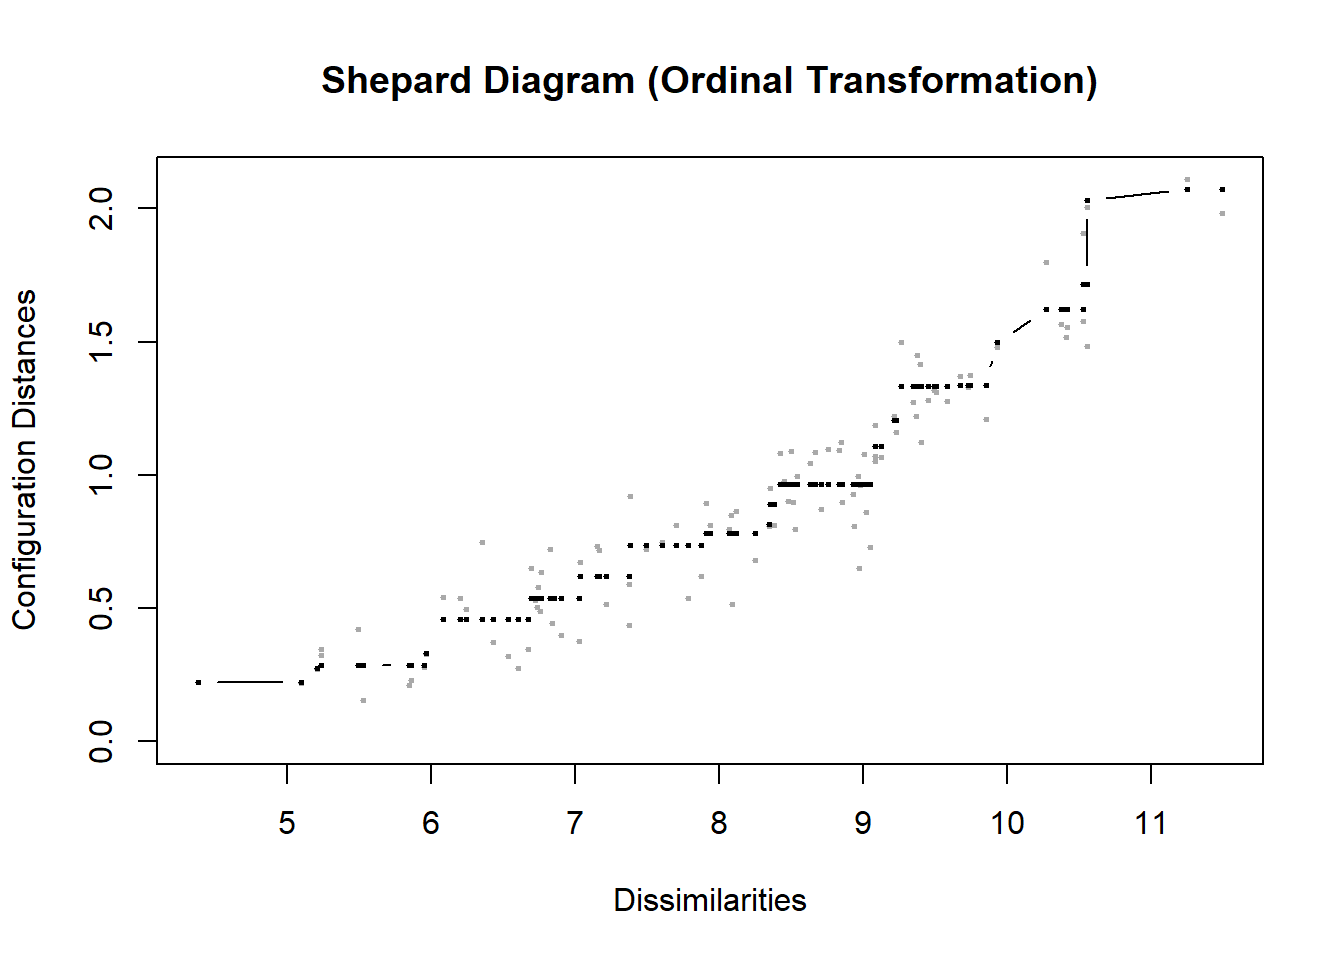 Shepard Diagram (Ordinal Transformation)
Configuration Distances
2.0
1.5
1.0
0.5
0.0
5 6 7 8 9 10 11
Dissimilarities